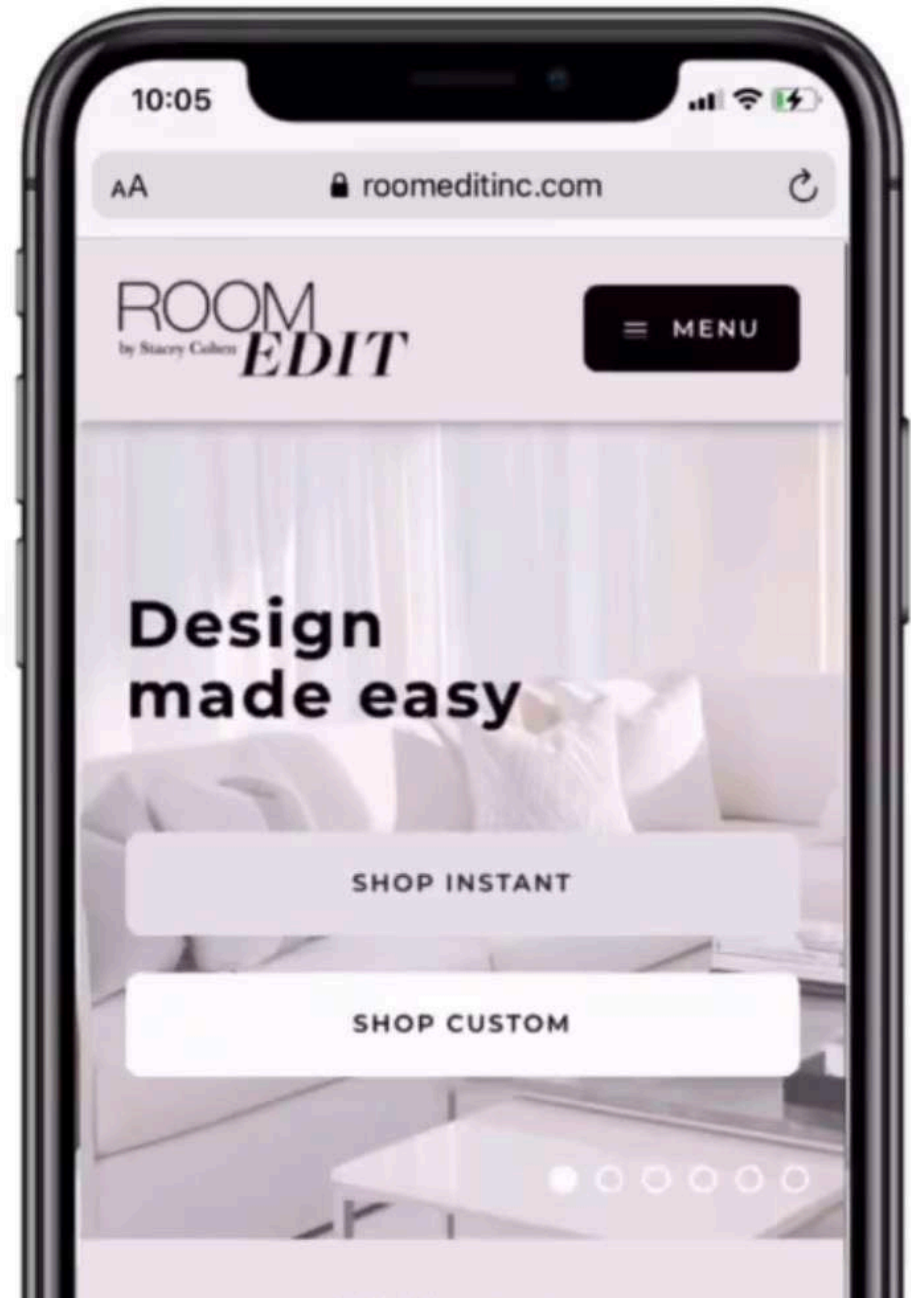 10:05
AA roomeditinc.com
ROOM
by Stacey Cohen EDIT
MENU
Design
made easy
SHOP INSTANT
SHOP CUSTOM